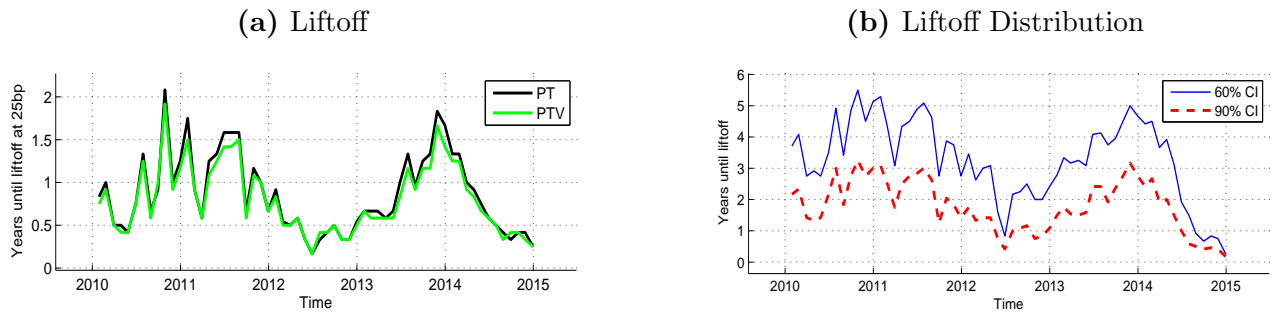 (a) Liftoff
Years until liftoff at 25bp
2
1.5
1
0.5
0
PT
PTV
2010 2011 2012 2013 2014 2015
Time
(b) Liftoff Distribution
Years until liftoff
6
5
4
3
2
1
0
60% CI
90% CI
2010 2011 2012 2013 2014 2015
Time